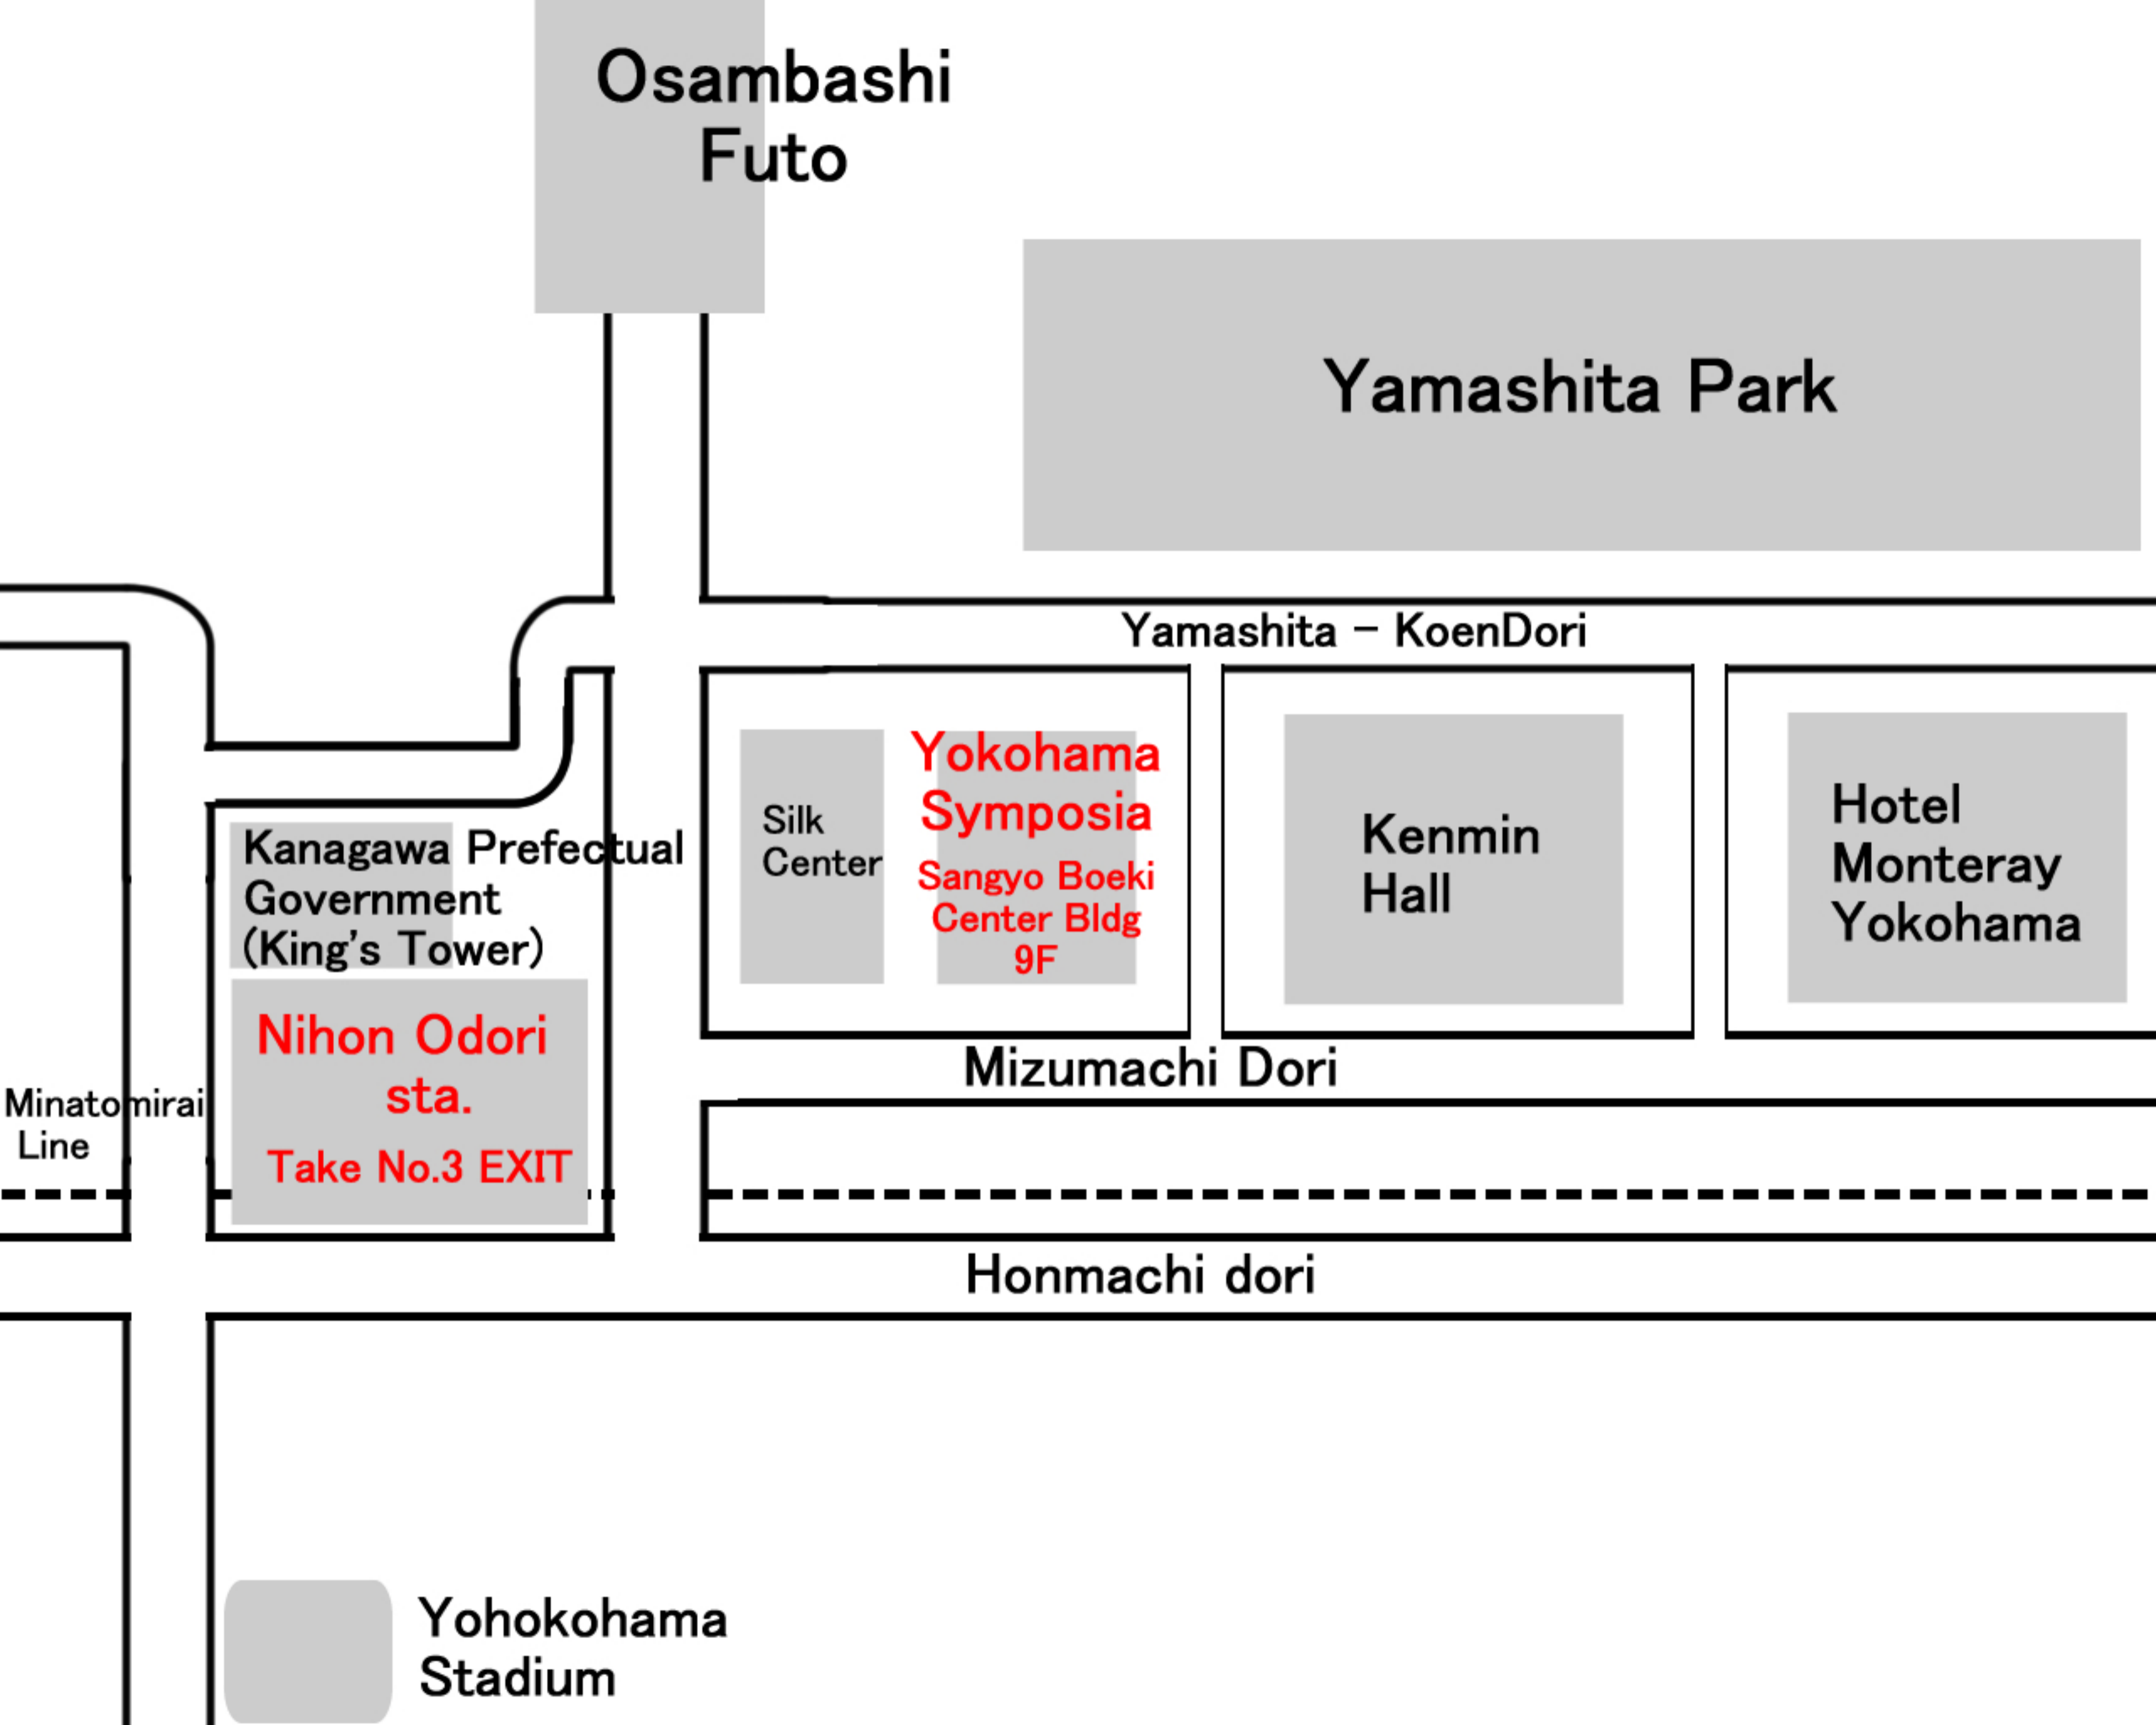 Osambashi
Futo
Yamashita Park
Yamashita – KoenDori
Silk
Center
Yokohama
Symposia
Sangyo Boeki
Center Bldg
9F
Kenmin
Hall
Hotel
Monteray
Yokohama
Kanagawa Prefectual
Government
(King's Tower)
Nihon Odori
sta.
Take No.3 EXIT
Minatomirai
Line
Mizumachi Dori
Honmachi dori
Yohokohama
Stadium